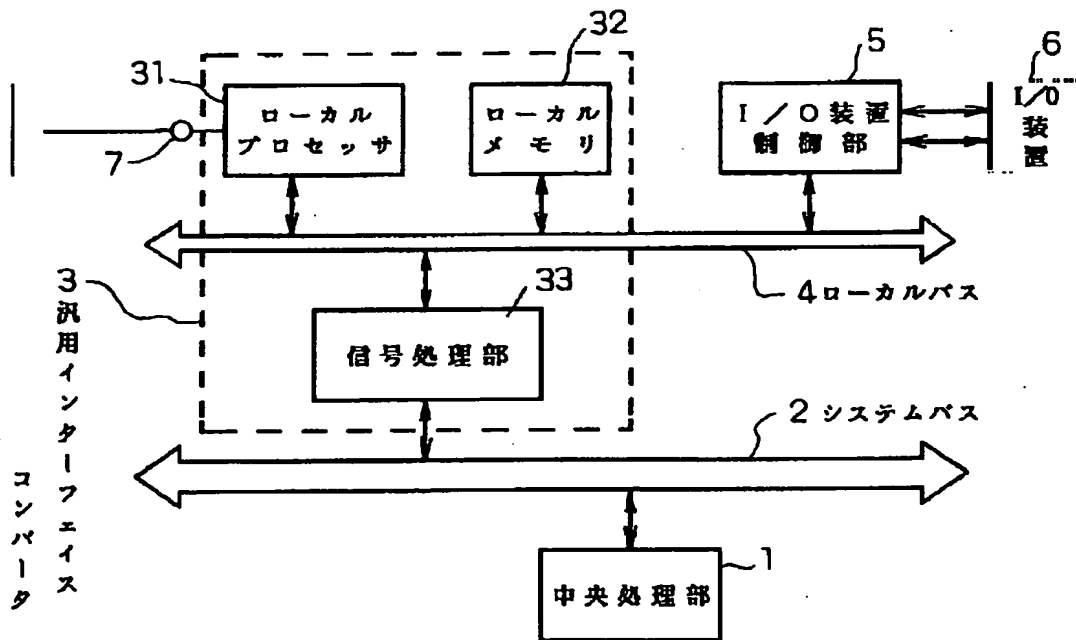 31
ローカル
プロセッサ
32
ローカル
メモリ
5
I/O装置
制御部
6
I/O
装置
7
4ローカルバス
3
汎用インターフェイス
コンバータ
33
信号処理部
2 システムバス
1
中央処理部